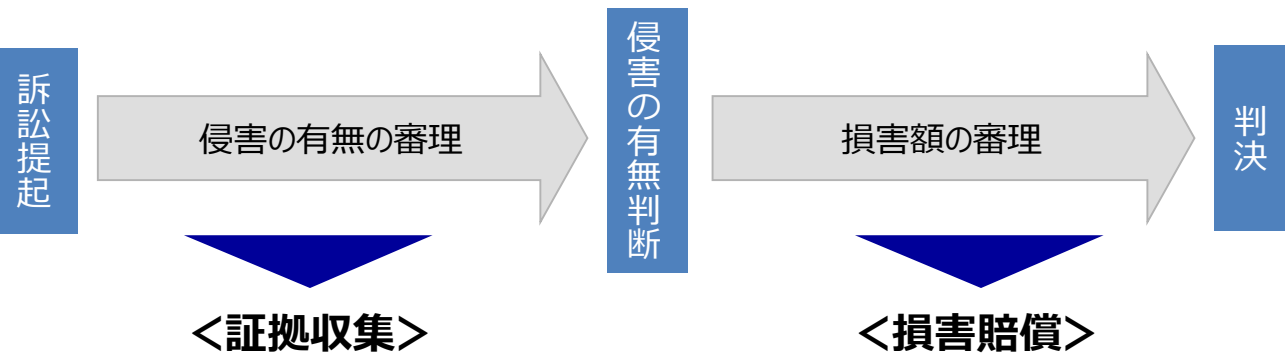 訴訟提起
侵害の有無の審理
侵害の有無判断
損害額の審理
判決
＜証拠収集＞
＜損害賠償＞